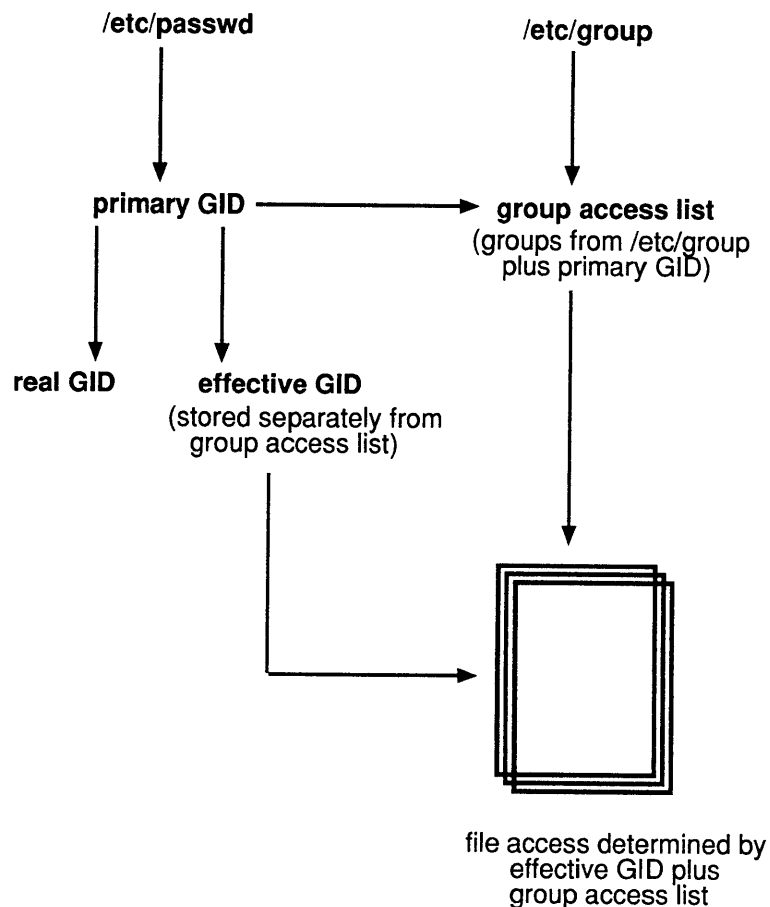 /etc/passwd
/etc/group
primary GID
group access list
(groups from /etc/group
plus primary GID)
real GID
effective GID
(stored separately from
group access list)
file access determined by
effective GID plus
group access list